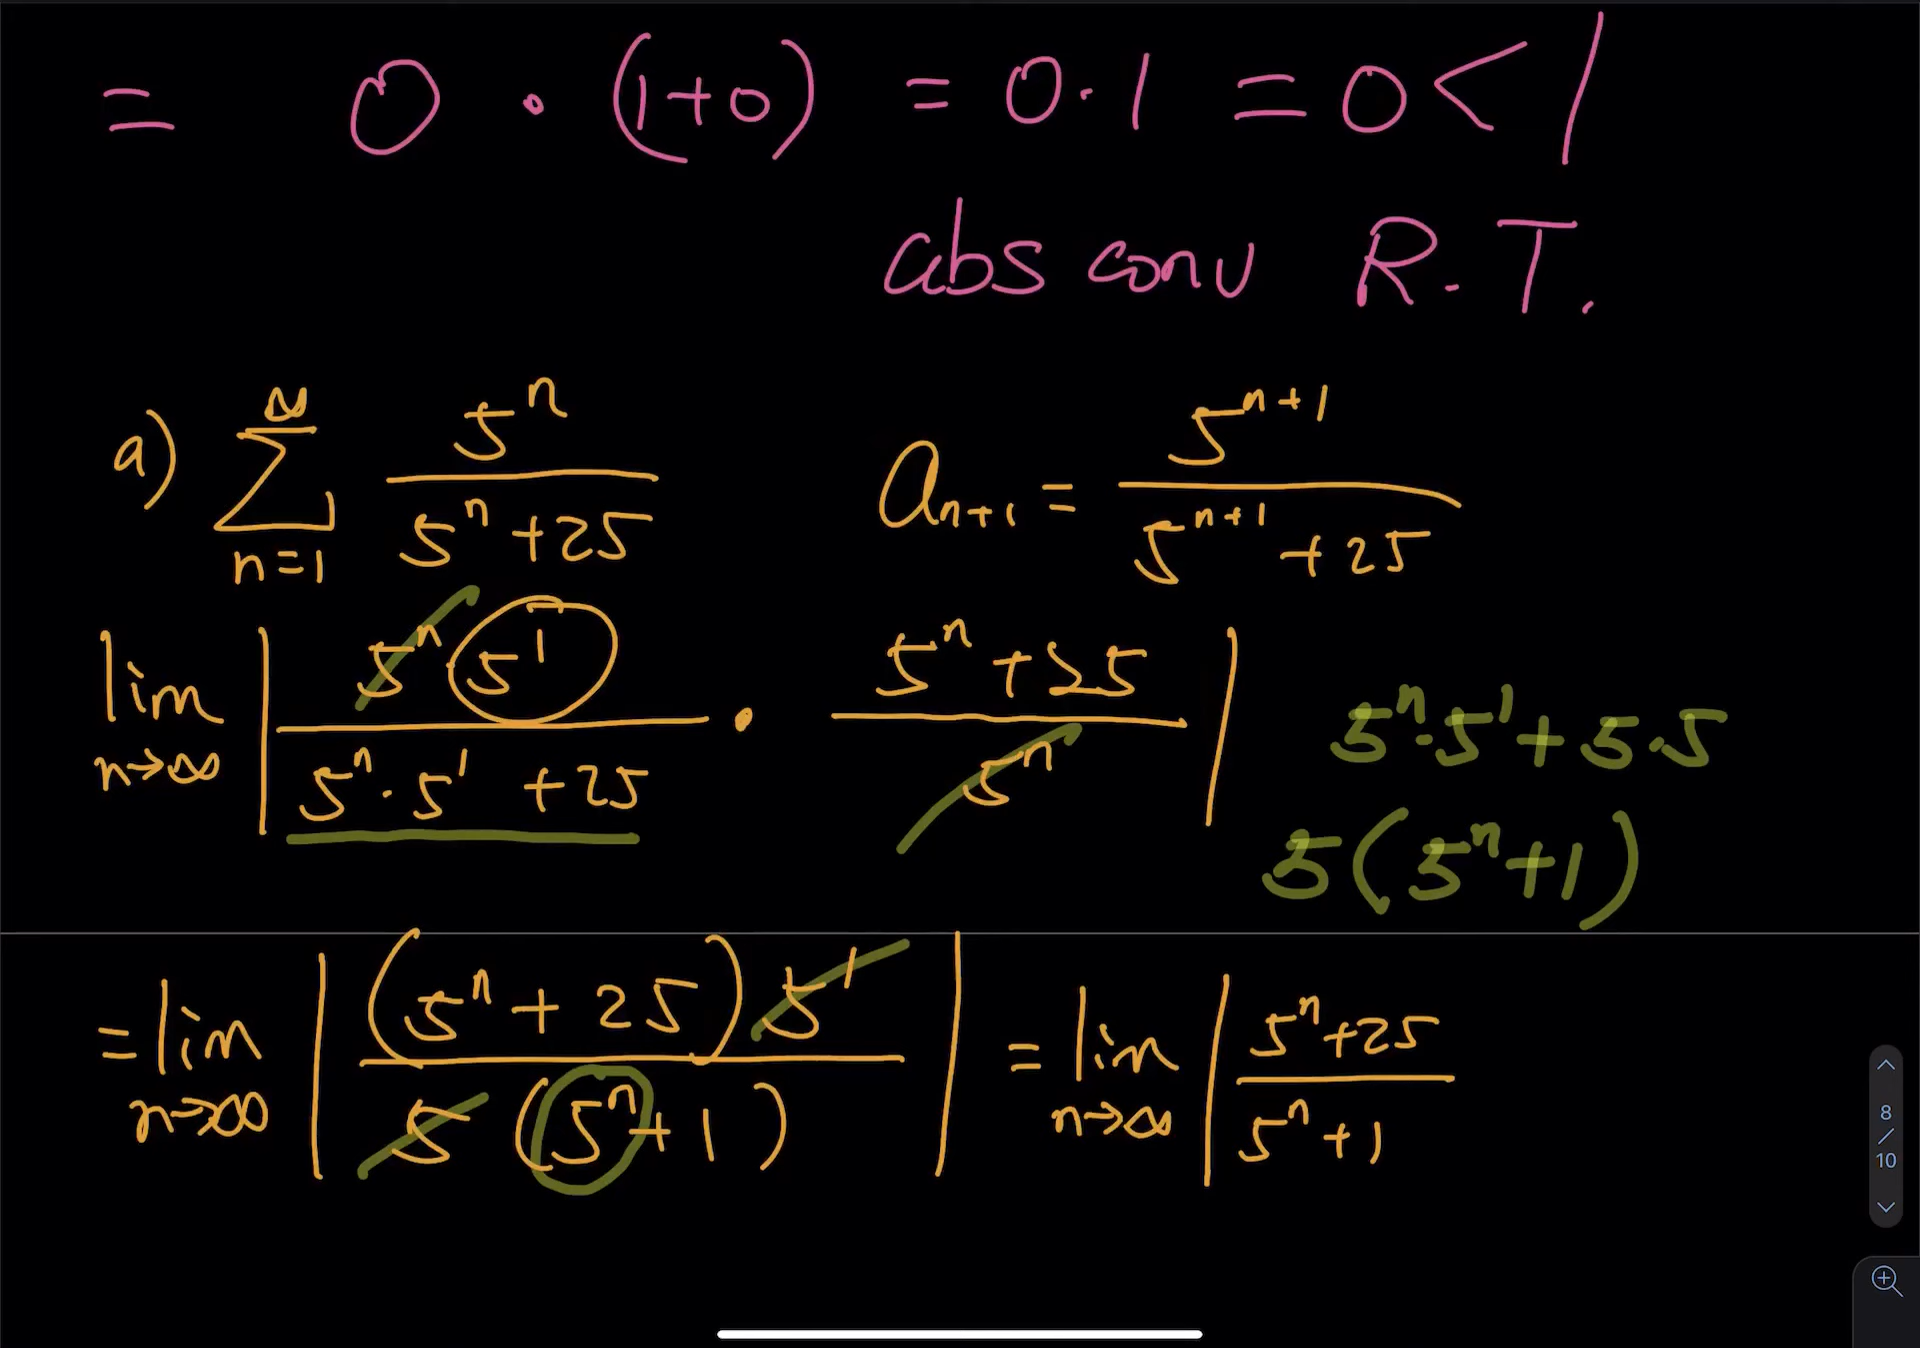 = 0 · (1+0) = 0·1 = 0 < 1
abs conv R.T.
a) ∑_{n=1}^{∞} 5^n / (5^n + 25)   a_{n+1} = 5^{n+1} / (5^{n+1} + 25)
lim_{n→∞} | (5^n 5^1) / (5^n · 5^1 + 25) · (5^n + 25) / 5^n |
5^n · 5^1 + 5 · 5
5(5^n + 1)
= lim_{n→∞} | (5^n + 25) 5^1 / 5 (5^n + 1) | = lim_{n→∞} | (5^n + 25) / (5^n + 1)
8
/
10